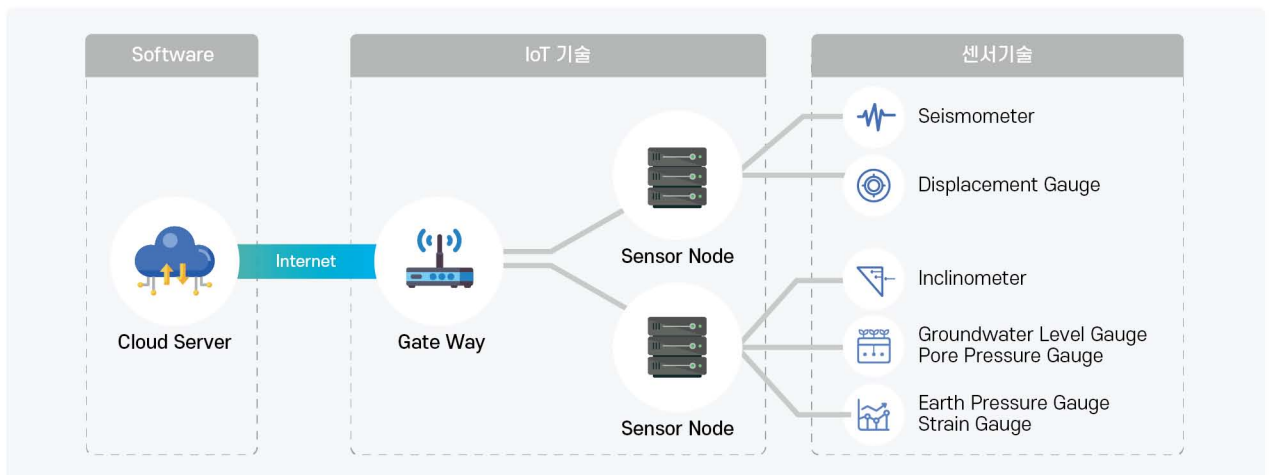 Software
IoT 기술
센서기술
Seismometer
Displacement Gauge
Sensor Node
Internet
Inclinometer
Cloud Server
Gate Way
Groundwater Level Gauge
Pore Pressure Gauge
Earth Pressure Gauge
Strain Gauge
Sensor Node